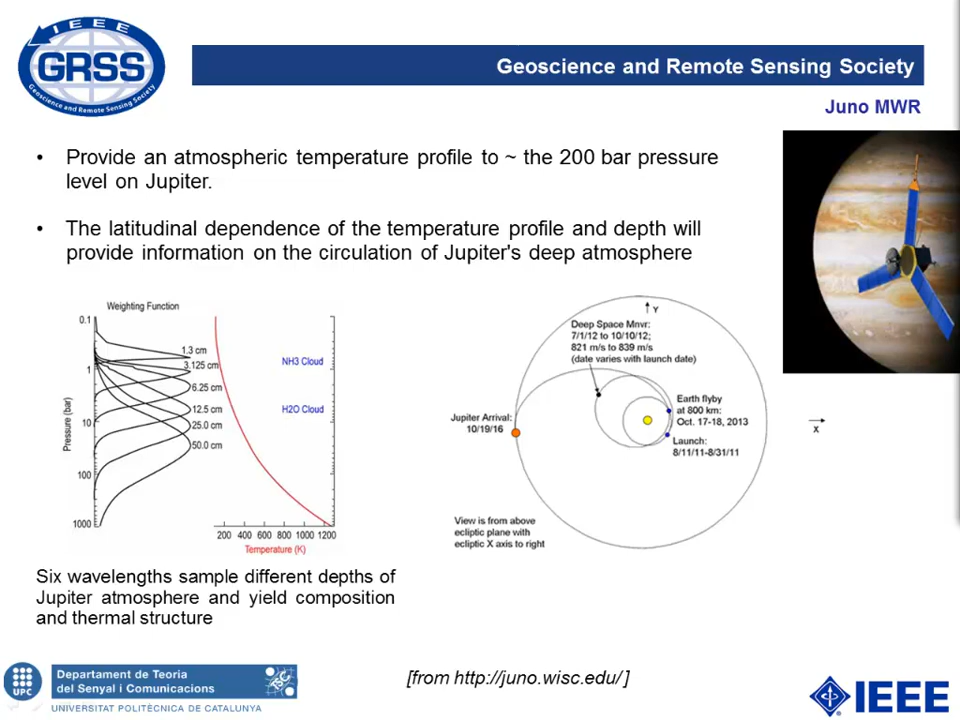 IEEE
GRSS
Geoscience and Remote Sensing Society
Geoscience and Remote Sensing Society
Juno MWR
• Provide an atmospheric temperature profile to ~ the 200 bar pressure
level on Jupiter.
• The latitudinal dependence of the temperature profile and depth will
provide information on the circulation of Jupiter's deep atmosphere
Weighting Function
0.1
1
10
100
1000
Pressure (bar)
1.3 cm
3.125 cm
6.25 cm
12.5 cm
25.0 cm
50.0 cm
NH3 Cloud
H2O Cloud
200 400 600 800 1000 1200
Temperature (K)
Y
Deep Space Mnvr:
7/1/12 to 10/10/12;
821 m/s to 839 m/s
(date varies with launch date)
Jupiter Arrival:
10/19/16
Earth flyby
at 800 km:
Oct. 17-18, 2013
Launch:
8/11/11-8/31/11
X
View is from above
ecliptic plane with
ecliptic X axis to right
Six wavelengths sample different depths of
Jupiter atmosphere and yield composition
and thermal structure
UPC
Departament de Teoria
del Senyal i Comunicacions
UNIVERSITAT POLITÈCNICA DE CATALUNYA
[from http://juno.wisc.edu/]
IEEE